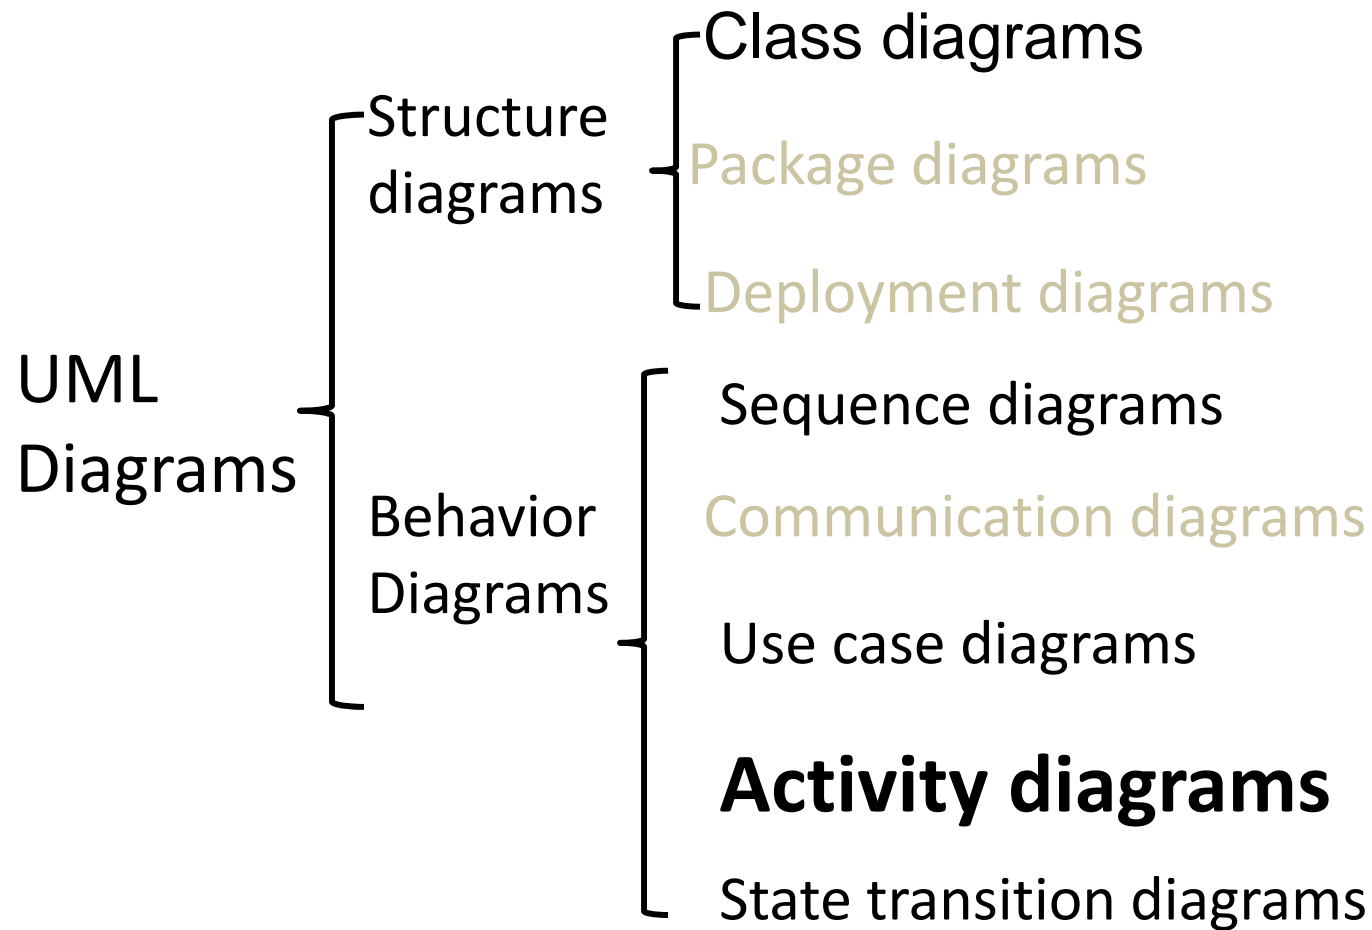 UML
Diagrams
Structure
diagrams
Class diagrams
Package diagrams
Deployment diagrams
Behavior
Diagrams
Sequence diagrams
Communication diagrams
Use case diagrams
Activity diagrams
State transition diagrams